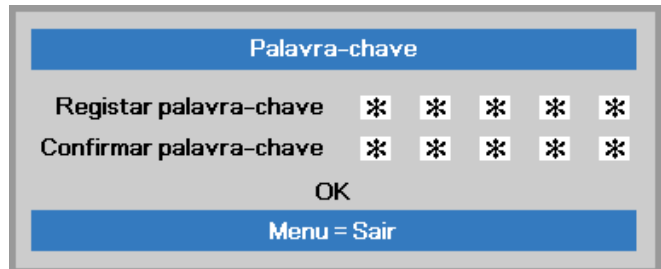 Palavra-chave
Registar palavra-chave * * * * *
Confirmar palavra-chave * * * * *
OK
Menu = Sair